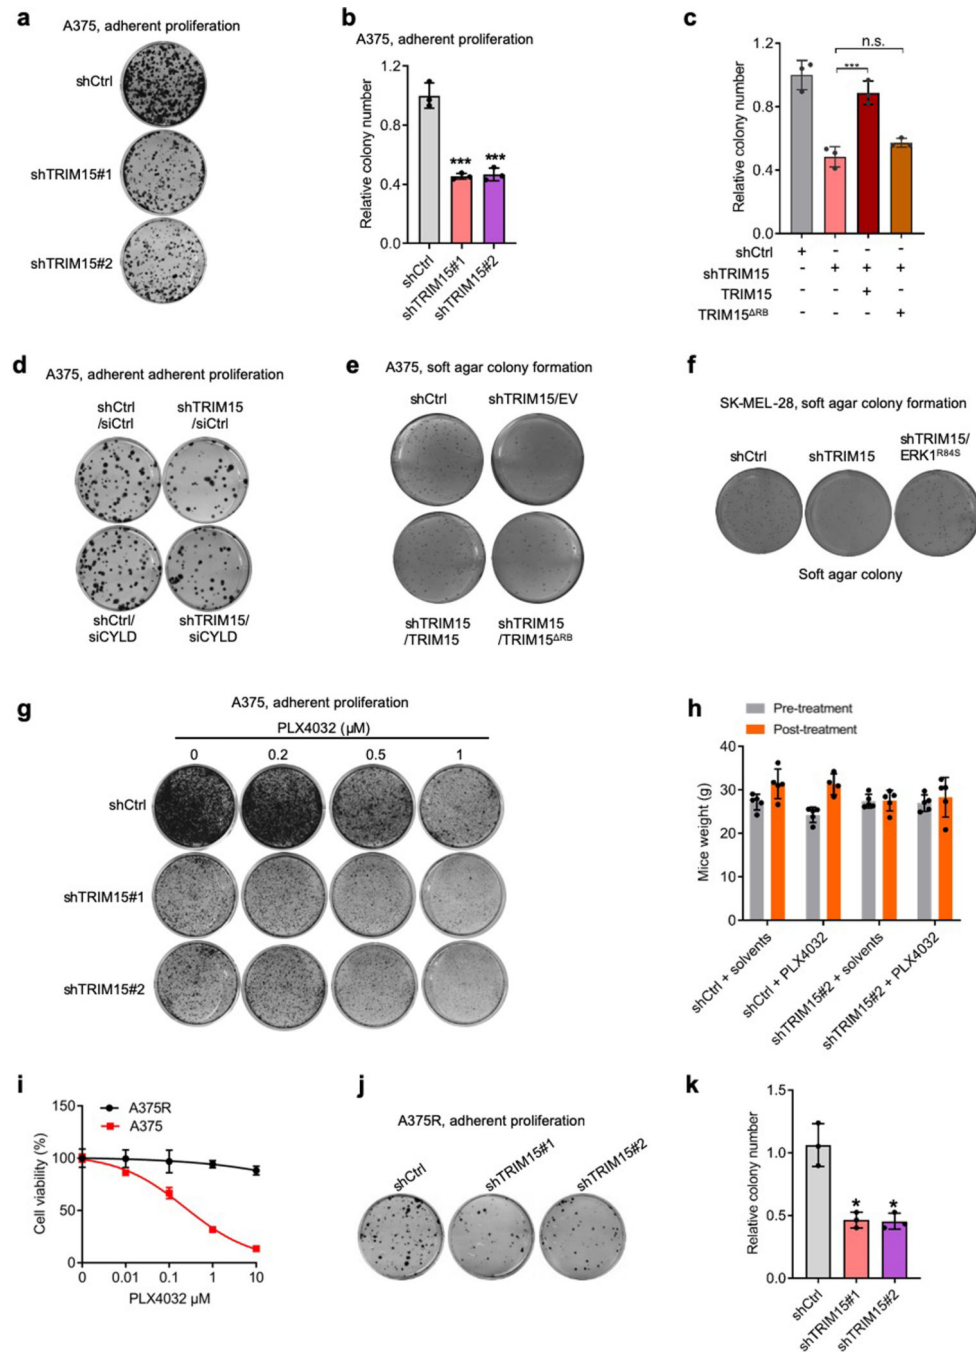 a
A375, adherent proliferation
shCtrl
shTRIM15#1
shTRIM15#2
b
A375, adherent proliferation
Relative colony number
1.2
0.8
0.4
0.0
*** ***
shCtrl
shTRIM15#1
shTRIM15#2
c
Relative colony number
1.2
0.8
0.4
0.0
n.s.
***
shCtrl + - - -
shTRIM15 - + + +
TRIM15 - - + -
TRIM15ΔRB - - - +
d
A375, adherent adherent proliferation
shCtrl
/siCtrl
shTRIM15
/siCtrl
shCtrl/
siCYLD
shTRIM15/
siCYLD
e
A375, soft agar colony formation
shCtrl
shTRIM15/EV
shTRIM15
/TRIM15
shTRIM15
/TRIM15ΔRB
f
SK-MEL-28, soft agar colony formation
shCtrl
shTRIM15
shTRIM15/
ERK1R84S
Soft agar colony
g
A375, adherent proliferation
PLX4032 (µM)
0 0.2 0.5 1
shCtrl
shTRIM15#1
shTRIM15#2
h
Pre-treatment
Post-treatment
Mice weight (g)
40
30
20
10
0
shCtrl + solvents
shCtrl + PLX4032
shTRIM15#2 + solvents
shTRIM15#2 + PLX4032
i
A375R
A375
Cell viability (%)
150
100
50
0
0 0.01 0.1 1 10
PLX4032 µM
j
A375R, adherent proliferation
shCtrl
shTRIM15#1
shTRIM15#2
k
Relative colony number
1.5
1.0
0.5
0.0
* *
shCtrl
shTRIM15#1
shTRIM15#2